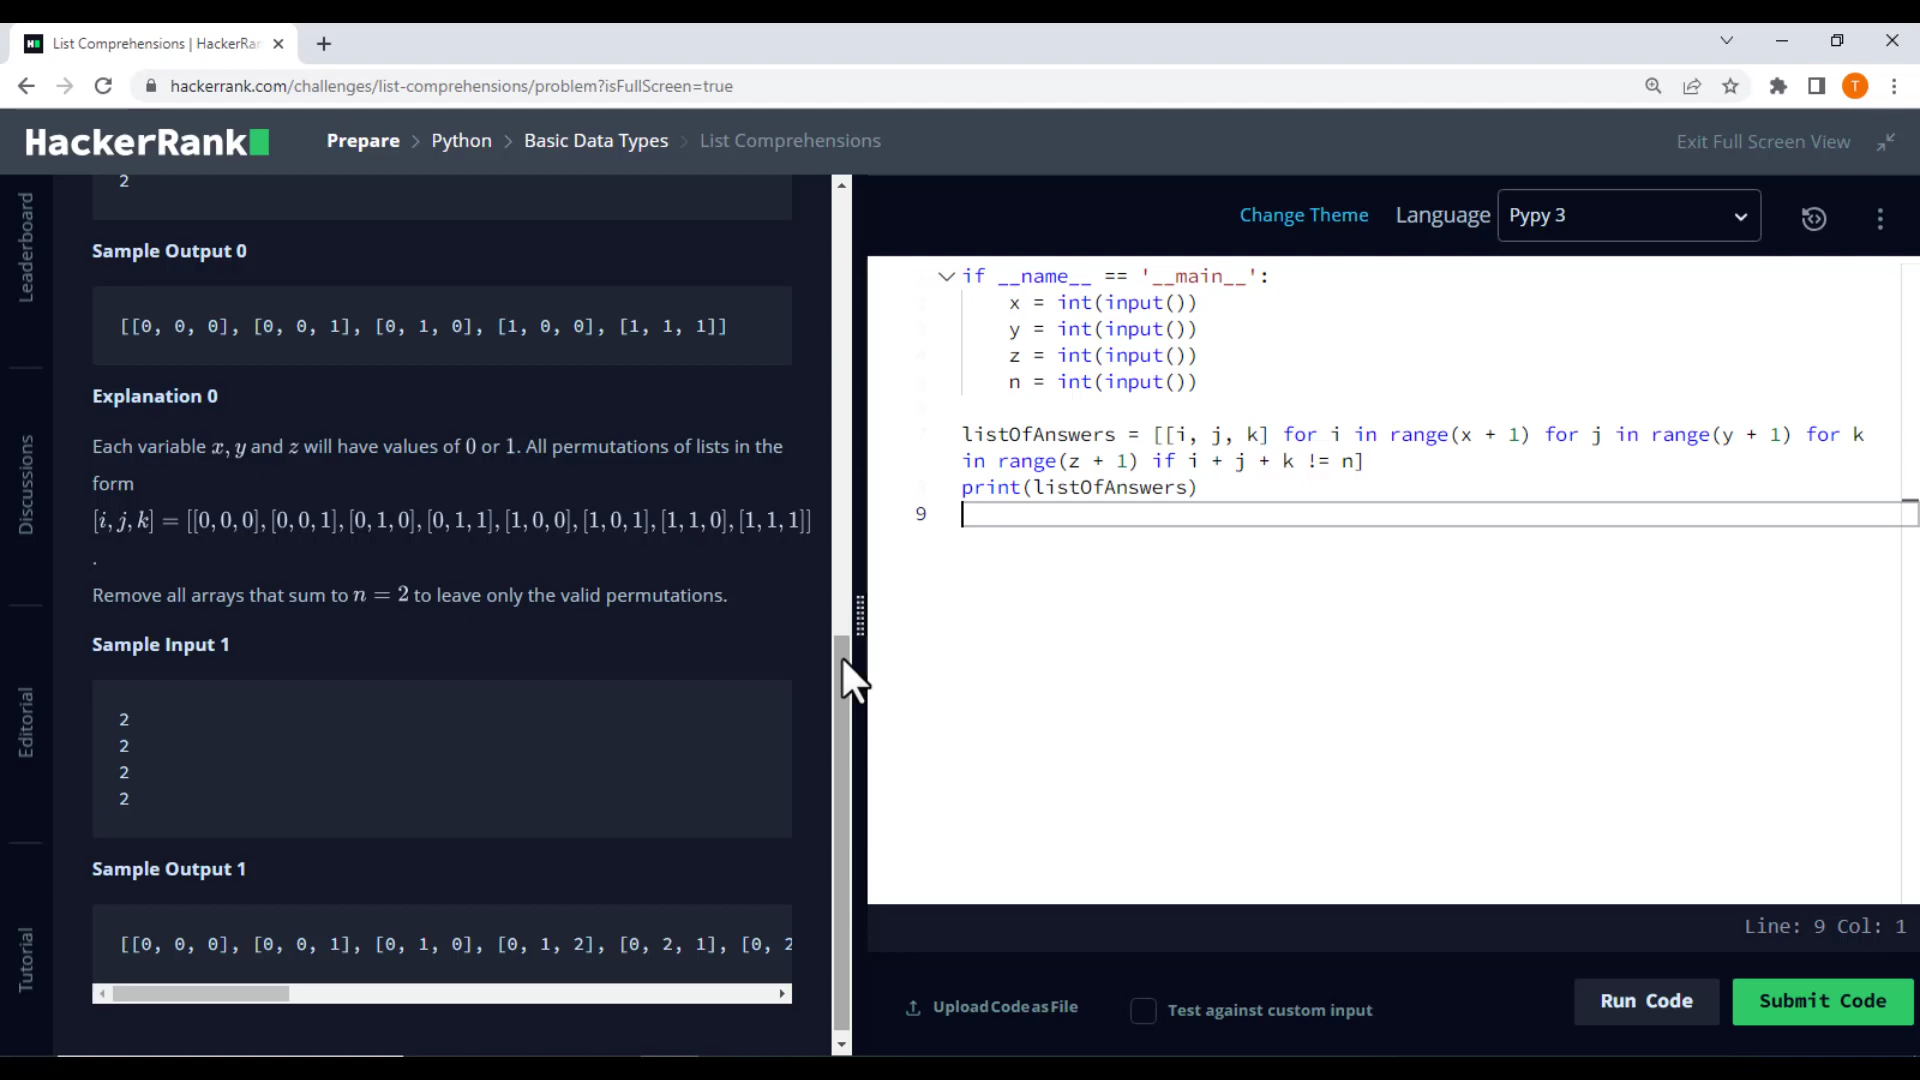 List Comprehensions | HackerRan
hackerrank.com/challenges/list-comprehensions/problem?isFullScreen=true
HackerRank
Prepare > Python > Basic Data Types > List Comprehensions
Exit Full Screen View
Leaderboard
Discussions
Editorial
Tutorial
2
Sample Output 0
[[0, 0, 0], [0, 0, 1], [0, 1, 0], [1, 0, 0], [1, 1, 1]]
Explanation 0
Each variable x, y and z will have values of 0 or 1. All permutations of lists in the
form
[i, j, k] = [[0, 0, 0], [0, 0, 1], [0, 1, 0], [0, 1, 1], [1, 0, 0], [1, 0, 1], [1, 1, 0], [1, 1, 1]]
.
Remove all arrays that sum to n = 2 to leave only the valid permutations.
Sample Input 1
2
2
2
2
Sample Output 1
[[0, 0, 0], [0, 0, 1], [0, 1, 0], [0, 1, 2], [0, 2, 1], [0, 2
Change Theme
Language
Pypy 3
T
if __name__ == '__main__':
x = int(input())
y = int(input())
z = int(input())
n = int(input())
listOfAnswers = [[i, j, k] for i in range(x + 1) for j in range(y + 1) for k
in range(z + 1) if i + j + k != n]
print(listOfAnswers)
9
Line: 9 Col: 1
Upload Code as File
Test against custom input
Run Code
Submit Code